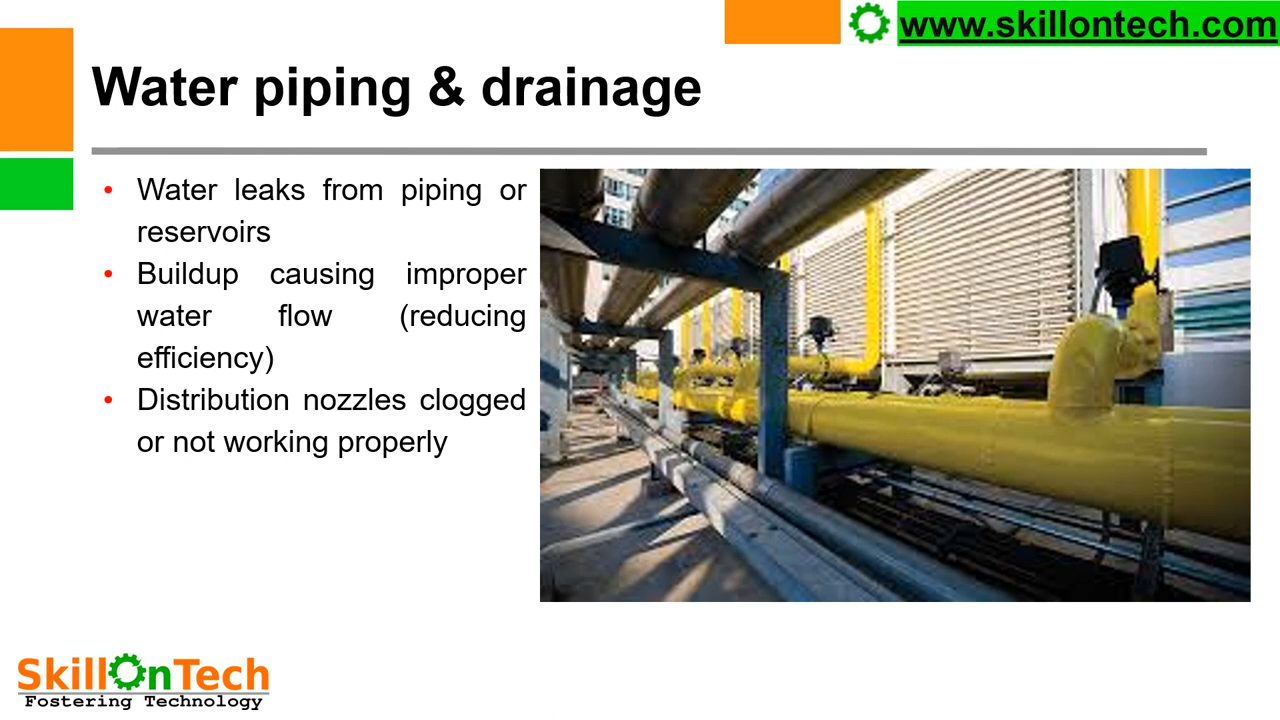 www.skillontech.com
Water piping & drainage
• Water leaks from piping or
reservoirs
• Buildup causing improper
water flow (reducing
efficiency)
• Distribution nozzles clogged
or not working properly
SkillOnTech
Fostering Technology